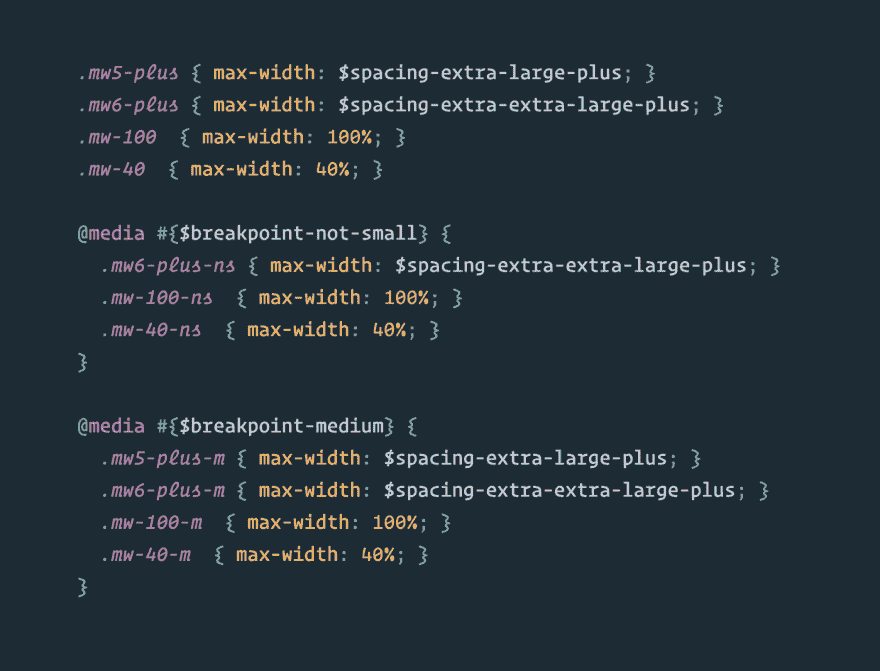 .mw5-plus { max-width: $spacing-extra-large-plus; }
.mw6-plus { max-width: $spacing-extra-extra-large-plus; }
.mw-100  { max-width: 100%; }
.mw-40  { max-width: 40%; }
@media #{$breakpoint-not-small} {
  .mw6-plus-ns { max-width: $spacing-extra-extra-large-plus; }
  .mw-100-ns  { max-width: 100%; }
  .mw-40-ns  { max-width: 40%; }
}
@media #{$breakpoint-medium} {
  .mw5-plus-m { max-width: $spacing-extra-large-plus; }
  .mw6-plus-m { max-width: $spacing-extra-extra-large-plus; }
  .mw-100-m  { max-width: 100%; }
  .mw-40-m  { max-width: 40%; }
}